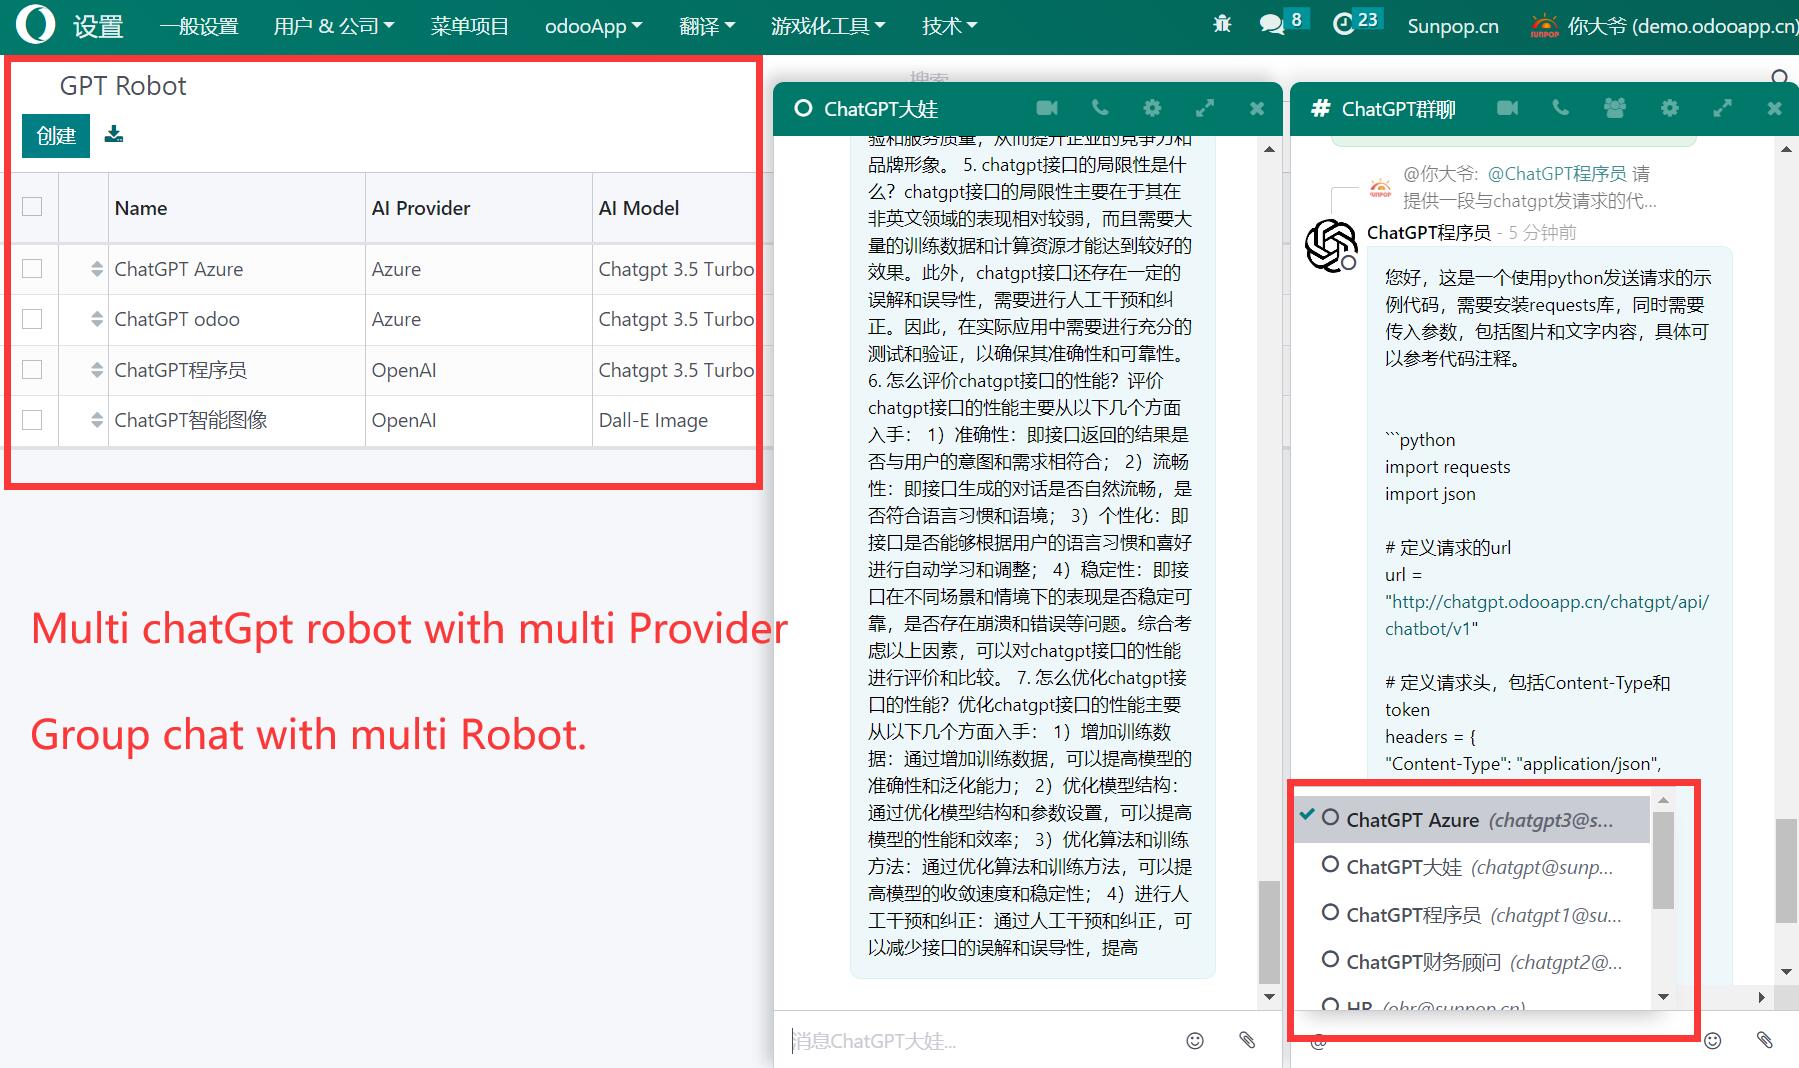 设置
一般设置
用户 & 公司
菜单项目
odooApp
翻译
游戏化工具
技术
8
23
Sunpop.cn
SUNPOP
你大爷 (demo.odooapp.cn)
GPT Robot
搜索
创建
Name
AI Provider
AI Model
ChatGPT Azure
Azure
Chatgpt 3.5 Turbo
ChatGPT odoo
Azure
Chatgpt 3.5 Turbo
ChatGPT程序员
OpenAI
Chatgpt 3.5 Turbo
ChatGPT智能图像
OpenAI
Dall-E Image
Multi chatGpt robot with multi Provider
Group chat with multi Robot.
ChatGPT大娃
验和服务质量，从而提升企业的竞争力和
品牌形象。 5. chatgpt接口的局限性是什
么？chatgpt接口的局限性主要在于其在
非英文领域的表现相对较弱，而且需要大
量的训练数据和计算资源才能达到较好的
效果。此外，chatgpt接口还存在一定的
误解和误导性，需要进行人工干预和纠
正。因此，在实际应用中需要进行充分的
测试和验证，以确保其准确性和可靠性。
6. 怎么评价chatgpt接口的性能？评价
chatgpt接口的性能主要从以下几个方面
入手： 1）准确性：即接口返回的结果是
否与用户的意图和需求相符合； 2）流畅
性：即接口生成的对话是否自然流畅，是
否符合语言习惯和语境； 3）个性化：即
接口是否能够根据用户的语言习惯和喜好
进行自动学习和调整； 4）稳定性：即接
口在不同场景和情境下的表现是否稳定可
靠，是否存在崩溃和错误等问题。综合考
虑以上因素，可以对chatgpt接口的性能
进行评价和比较。 7. 怎么优化chatgpt接
口的性能？优化chatgpt接口的性能主要
从以下几个方面入手： 1）增加训练数
据：通过增加训练数据，可以提高模型的
准确性和泛化能力； 2）优化模型结构：
通过优化模型结构和参数设置，可以提高
模型的性能和效率； 3）优化算法和训练
方法：通过优化算法和训练方法，可以提
高模型的收敛速度和稳定性； 4）进行人
工干预和纠正：通过人工干预和纠正，可
以减少接口的误解和误导性，提高
消息ChatGPT大娃...
# ChatGPT群聊
SUNPOP
@你大爷: @ChatGPT程序员 请
提供一段与chatgpt发请求的代...
ChatGPT程序员 - 5 分钟前
您好，这是一个使用python发送请求的示
例代码，需要安装requests库，同时需要
传入参数，包括图片和文字内容，具体可
以参考代码注释。
```python
import requests
import json
# 定义请求的url
url =
"http://chatgpt.odooapp.cn/chatgpt/api/
chatbot/v1"
# 定义请求头，包括Content-Type和
token
headers = {
"Content-Type": "application/json",
ChatGPT Azure (chatgpt3@s...
ChatGPT大娃 (chatgpt@sunp...
ChatGPT程序员 (chatgpt1@su...
ChatGPT财务顾问 (chatgpt2@...
HR (ohr@sunpop.cn)
@